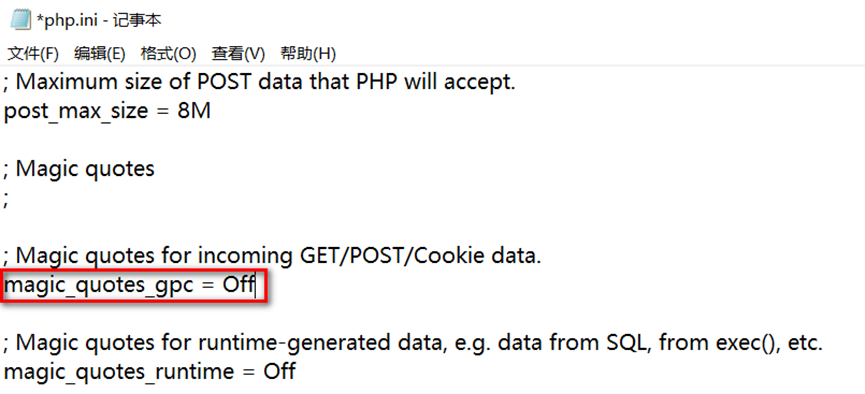 *php.ini - 记事本
文件(F) 编辑(E) 格式(O) 查看(V) 帮助(H)
; Maximum size of POST data that PHP will accept.
post_max_size = 8M
; Magic quotes
;
; Magic quotes for incoming GET/POST/Cookie data.
magic_quotes_gpc = Off
; Magic quotes for runtime-generated data, e.g. data from SQL, from exec(), etc.
magic_quotes_runtime = Off